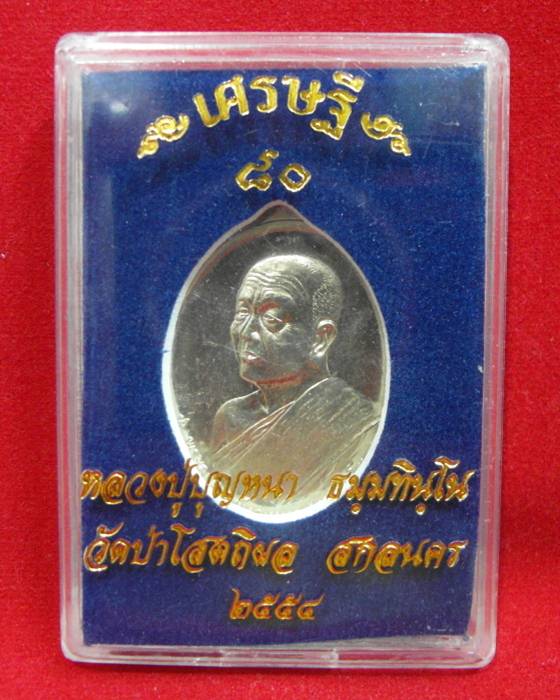 เศรษฐี
๘๐
หลวงปู่บุญหนา ธมฺมทินฺโน
วัดป่าโสตถิผล สกลนคร
๒๕๕๔